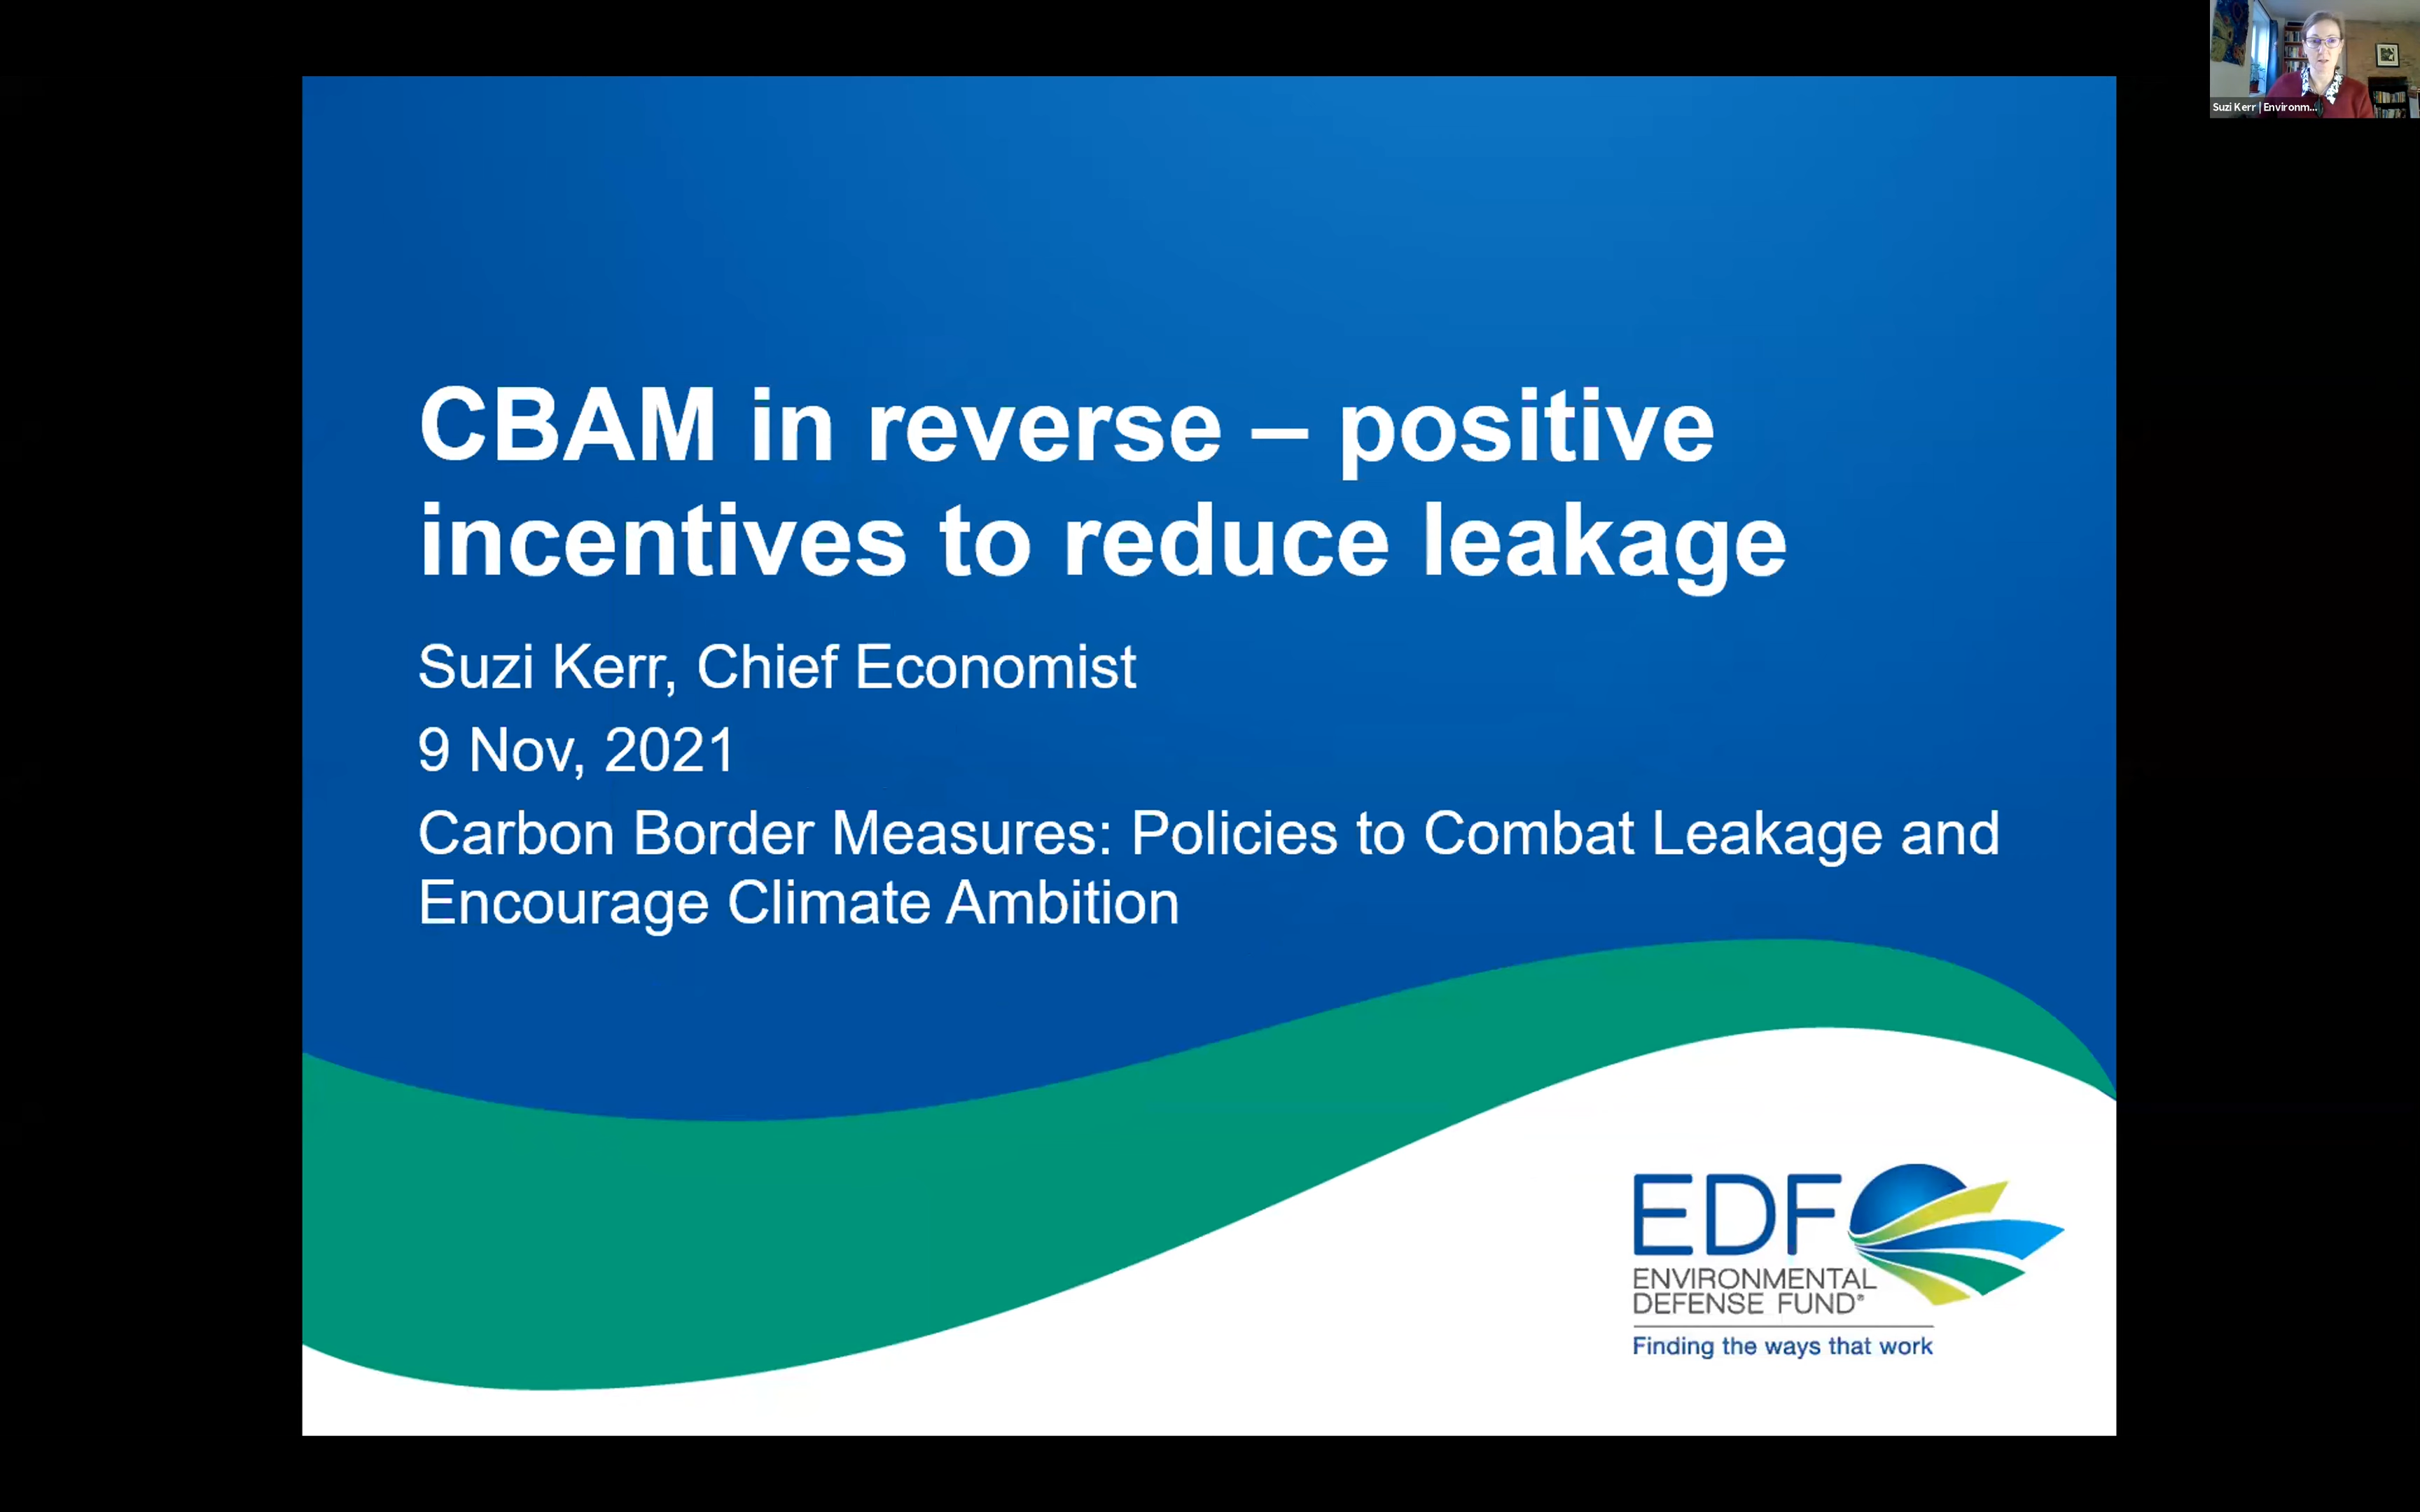 Suzi Kerr | Environm...
CBAM in reverse – positive
incentives to reduce leakage
Suzi Kerr, Chief Economist
9 Nov, 2021
Carbon Border Measures: Policies to Combat Leakage and
Encourage Climate Ambition
EDF
ENVIRONMENTAL
DEFENSE FUND®
Finding the ways that work